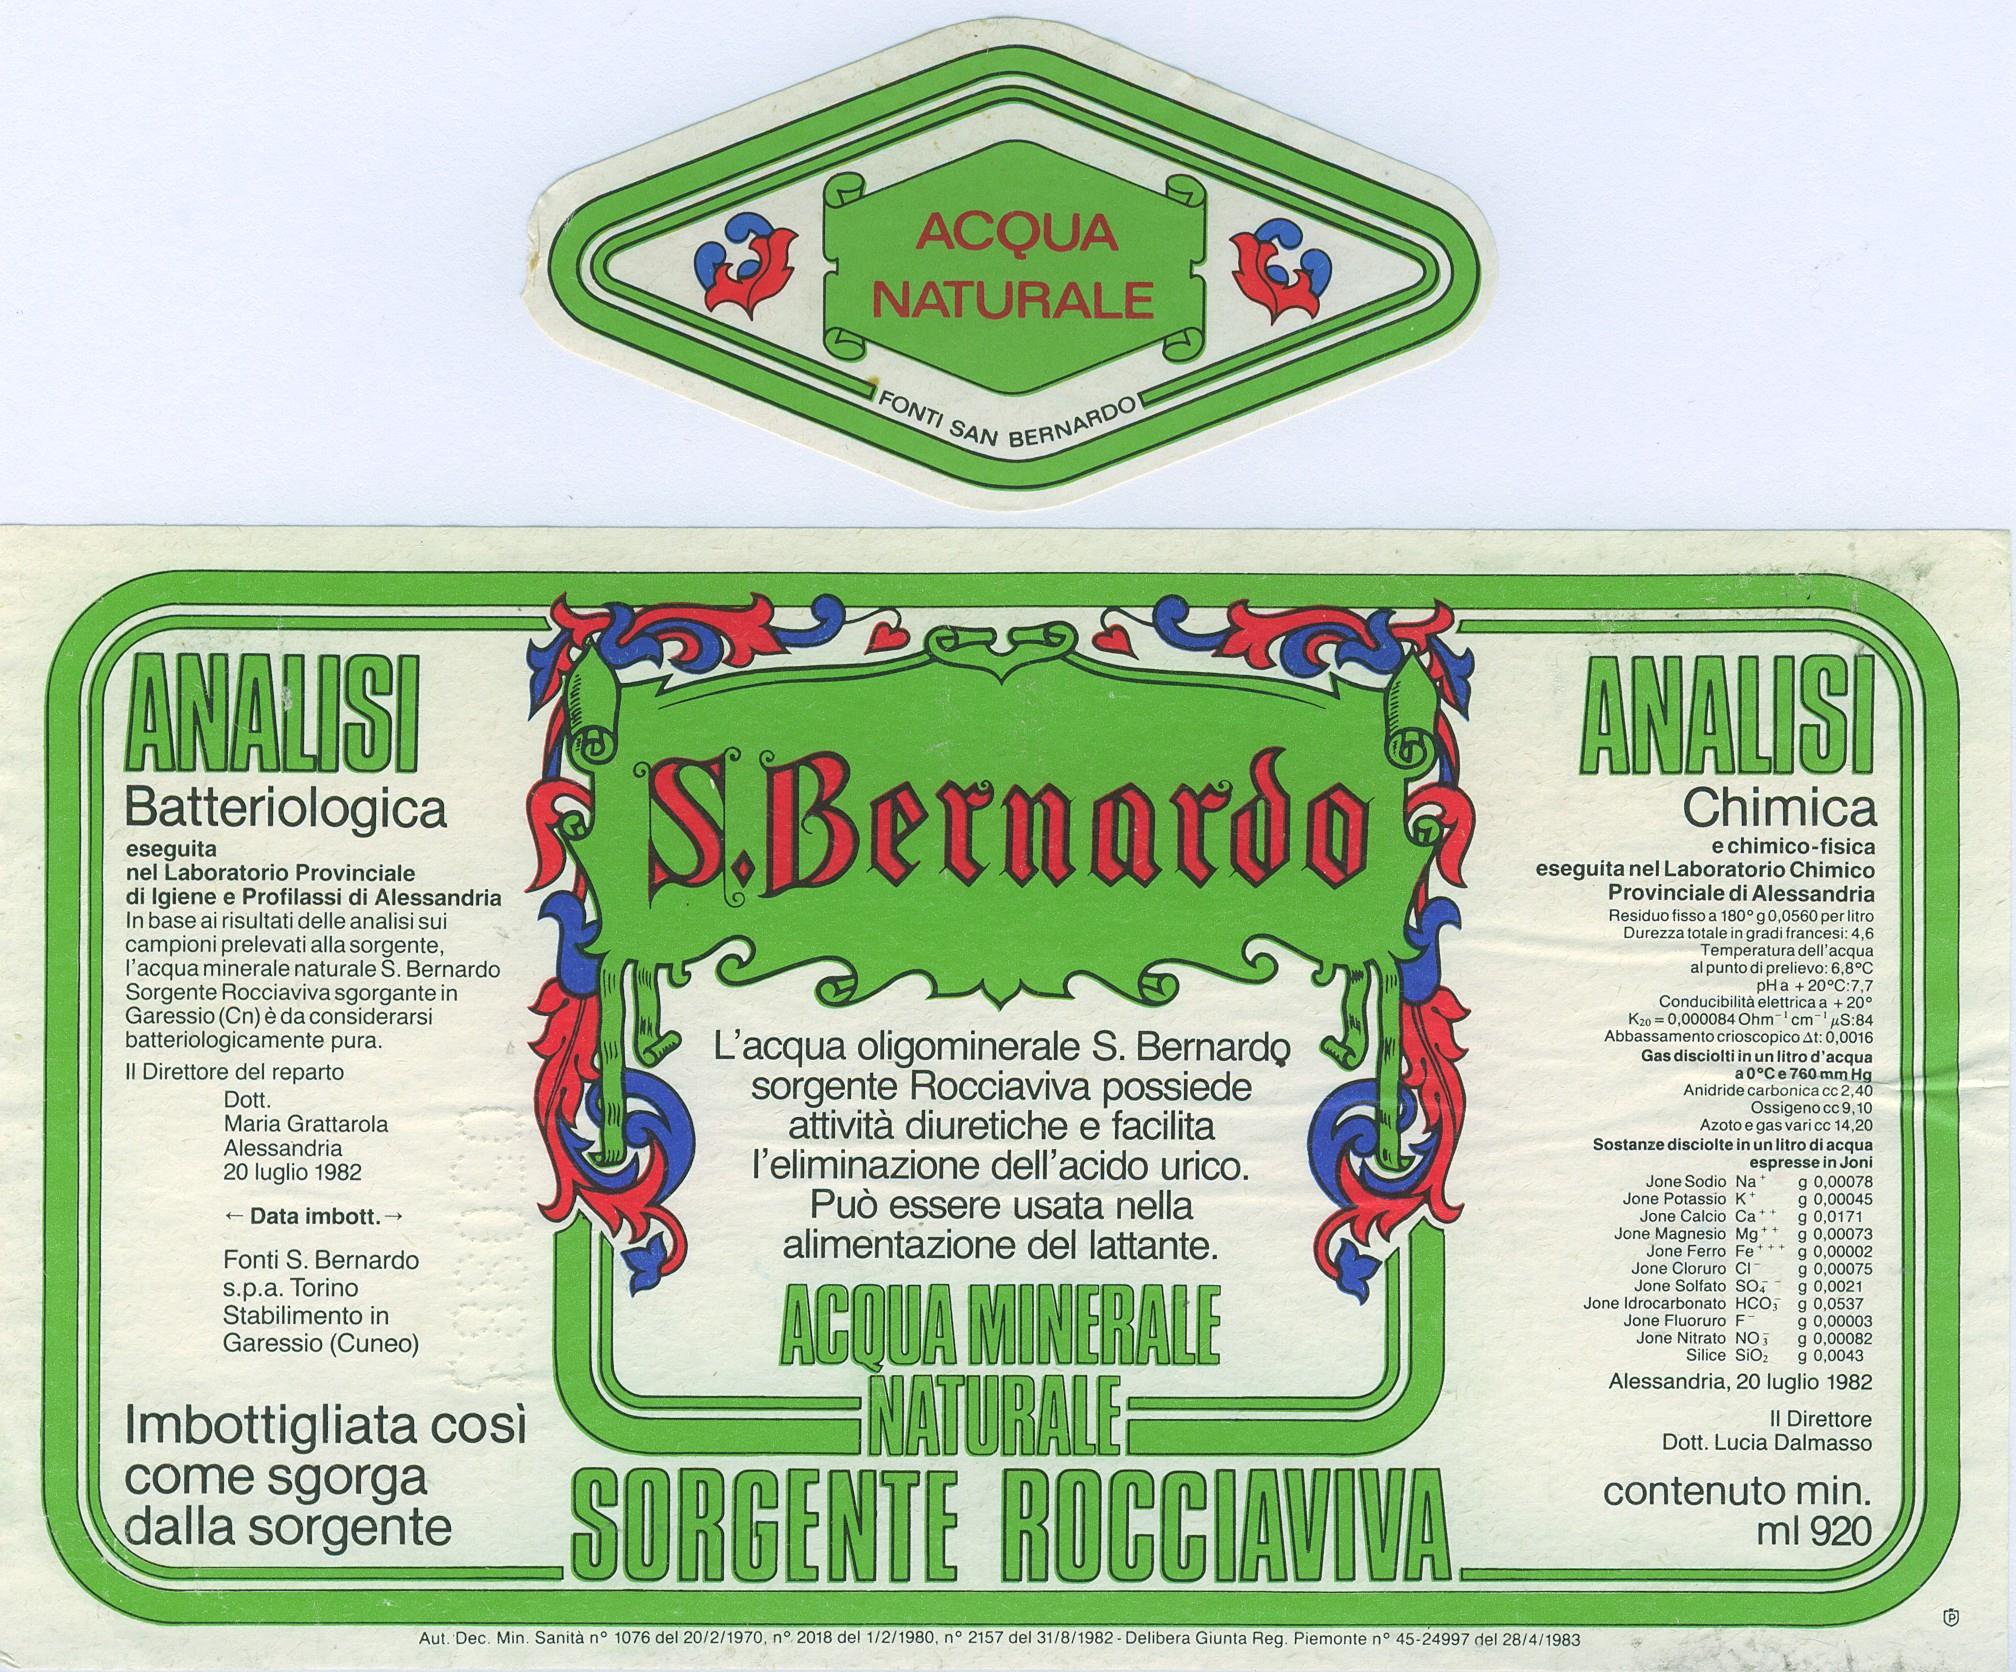 ACQUA
NATURALE
FONTI SAN BERNARDO
ANALISI
Batteriologica
eseguita
nel Laboratorio Provinciale
di Igiene e Profilassi di Alessandria
In base ai risultati delle analisi sui
campioni prelevati alla sorgente,
l'acqua minerale naturale S. Bernardo
Sorgente Rocciaviva sgorgante in
Garessio (Cn) è da considerarsi
batteriologicamente pura.
Il Direttore del reparto
Dott.
Maria Grattarola
Alessandria
20 luglio 1982
← Data imbott. →
Fonti S. Bernardo
s.p.a. Torino
Stabilimento in
Garessio (Cuneo)
Imbottigliata così
come sgorga
dalla sorgente
S. Bernardo
L'acqua oligominerale S. Bernardo
sorgente Rocciaviva possiede
attività diuretiche e facilita
l'eliminazione dell'acido urico.
Può essere usata nella
alimentazione del lattante.
ACQUA MINERALE
NATURALE
SORGENTE ROCCIAVIVA
ANALISI
Chimica
e chimico-fisica
eseguita nel Laboratorio Chimico
Provinciale di Alessandria
Residuo fisso a 180° g 0,0560 per litro
Durezza totale in gradi francesi: 4,6
Temperatura dell'acqua
al punto di prelievo: 6,8°C
pH a + 20°C:7,7
Conducibilità elettrica a + 20°
K₂₀ = 0,000084 Ohm⁻¹ cm⁻¹ μS:84
Abbassamento crioscopico Δt: 0,0016
Gas disciolti in un litro d'acqua
a 0°C e 760 mm Hg
Anidride carbonica cc 2,40
Ossigeno cc 9,10
Azoto e gas vari cc 14,20
Sostanze disciolte in un litro di acqua
espresse in Joni
Jone Sodio Na⁺ g 0,00078
Jone Potassio K⁺ g 0,00045
Jone Calcio Ca⁺⁺ g 0,0171
Jone Magnesio Mg⁺⁺ g 0,00073
Jone Ferro Fe⁺⁺⁺ g 0,00002
Jone Cloruro Cl⁻ g 0,00075
Jone Solfato SO₄⁻⁻ g 0,0021
Jone Idrocarbonato HCO₃⁻ g 0,0537
Jone Fluoruro F⁻ g 0,00003
Jone Nitrato NO₃⁻ g 0,00082
Silice SiO₂ g 0,0043
Alessandria, 20 luglio 1982
Il Direttore
Dott. Lucia Dalmasso
contenuto min.
ml 920
Aut. Dec. Min. Sanità n° 1076 del 20/2/1970, n° 2018 del 1/2/1980, n° 2157 del 31/8/1982 - Delibera Giunta Reg. Piemonte n° 45-24997 del 28/4/1983
P